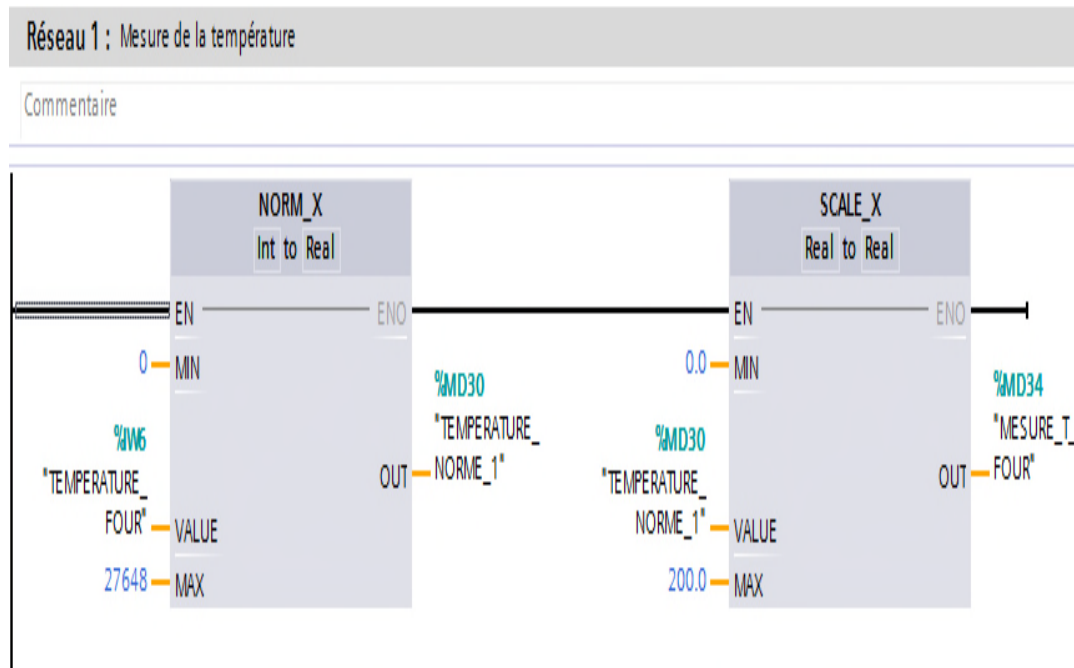 Réseau 1 : Mesure de la température
Commentaire
NORM_X
Int to Real
EN
ENO
0
MIN
%IW6
"TEMPERATURE_
FOUR"
VALUE
27648
MAX
OUT
%MD30
"TEMPERATURE_
NORME_1"
SCALE_X
Real to Real
EN
ENO
0.0
MIN
%MD30
"TEMPERATURE_
NORME_1"
VALUE
200.0
MAX
OUT
%MD34
"MESURE_T_
FOUR"